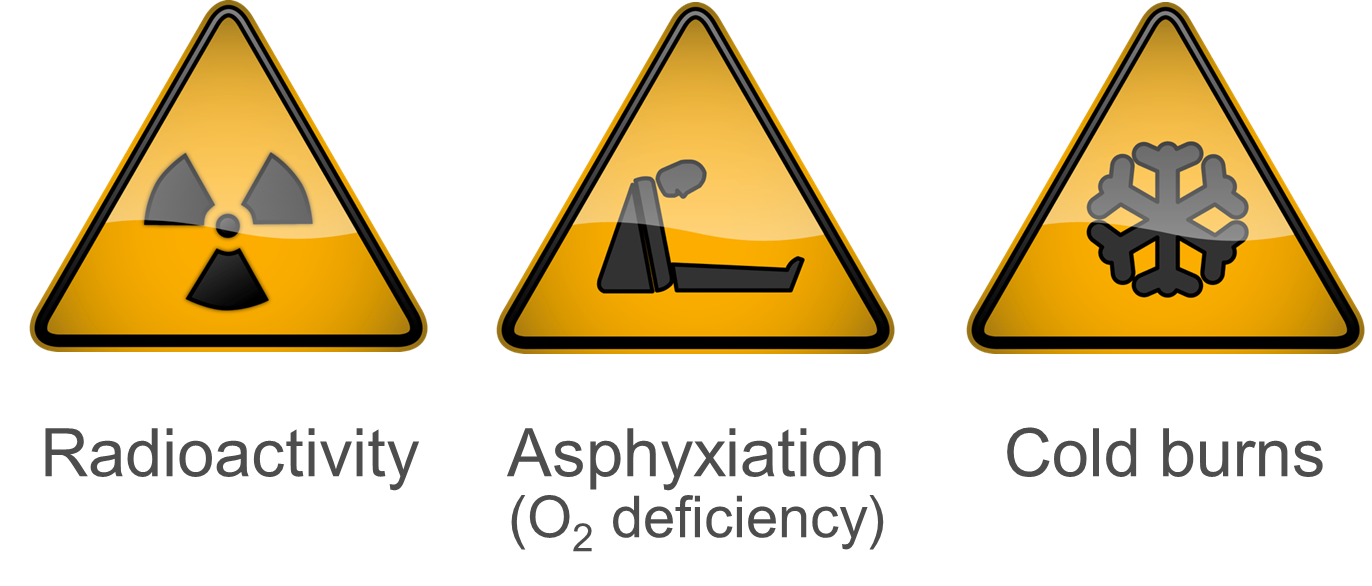 Radioactivity
Asphyxiation
(O₂ deficiency)
Cold burns